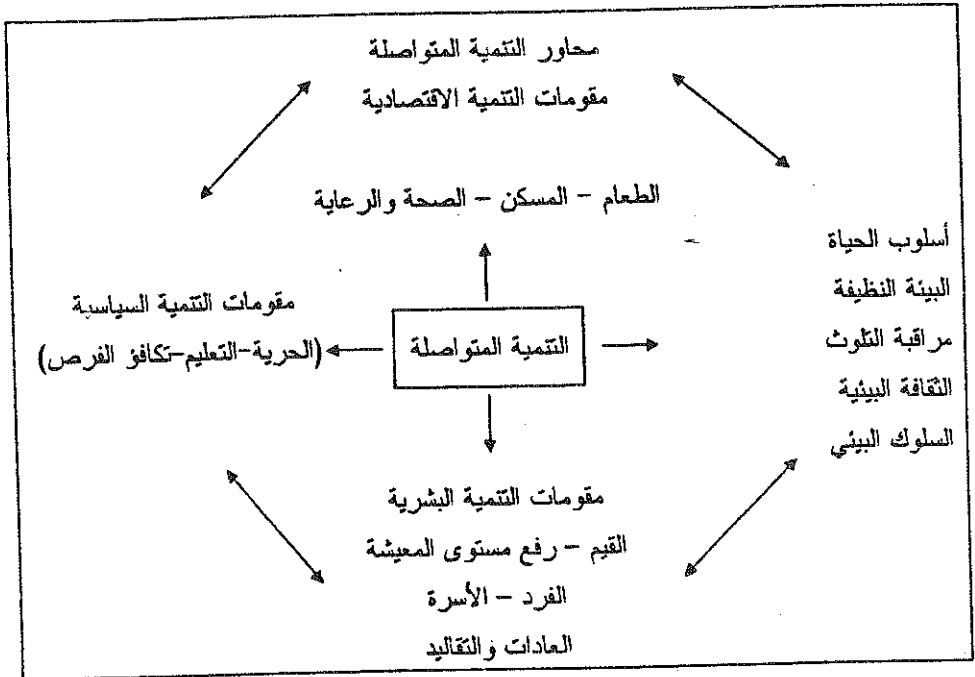 محاور التنمية المتواصلة
مقومات التنمية الاقتصادية
الطعام – المسكن – الصحة والرعاية
أسلوب الحياة
البيئة النظيفة
مراقبة التلوث
الثقافة البيئية
السلوك البيئي
التنمية المتواصلة
مقومات التنمية السياسية
(الحرية-التعليم-تكافؤ الفرص)
مقومات التنمية البشرية
القيم – رفع مستوى المعيشة
الفرد – الأسرة
العادات والتقاليد